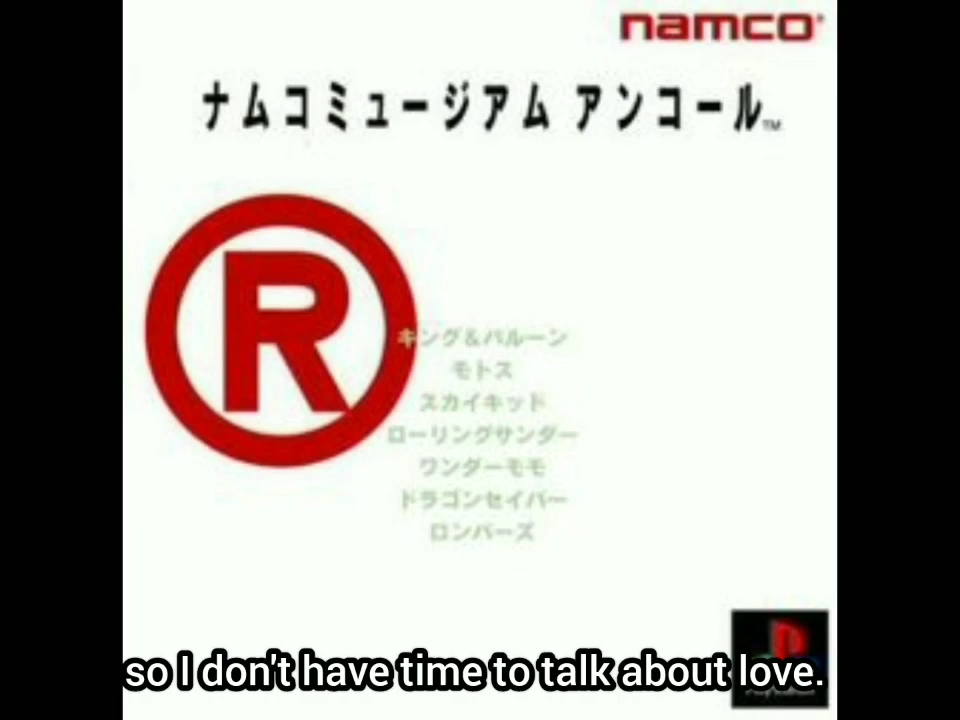 namco
ナムコミュージアム アンコール™
R
キング＆バルーン
モトス
スカイキッド
ローリングサンダー
ワンダーモモ
ドラゴンセイバー
ロンパーズ
so I don't have time to talk about love.